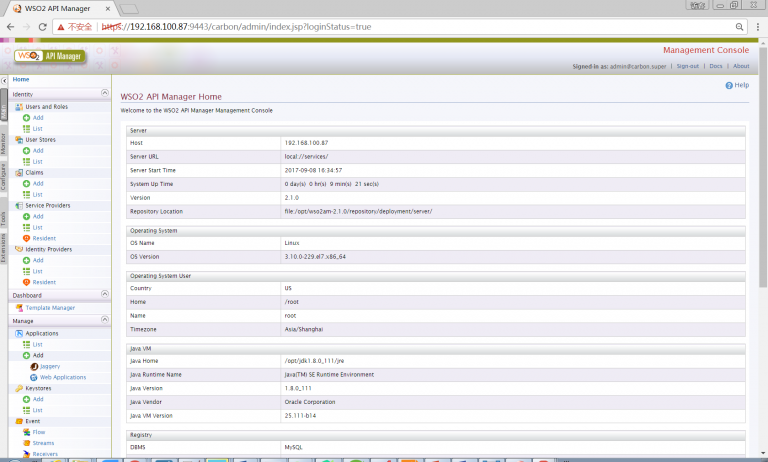 WSO2 API Manager
不安全 https://192.168.100.87:9443/carbon/admin/index.jsp?loginStatus=true
WSO2 API Manager
Management Console
Signed-in as: admin@carbon.super | Sign-out | Docs | About
Home
Help
Main
Monitor
Configure
Tools
Extensions
Identity
Users and Roles
Add
List
User Stores
Add
List
Claims
Add
List
Service Providers
Add
List
Resident
Identity Providers
Add
List
Resident
Dashboard
Template Manager
Manage
Applications
List
Add
Jaggery
Web Applications
Keystores
Add
List
Event
Flow
Streams
Receivers
WSO2 API Manager Home
Welcome to the WSO2 API Manager Management Console
Server
Host 192.168.100.87
Server URL local://services/
Server Start Time 2017-09-08 16:34:57
System Up Time 0 day(s) 0 hr(s) 9 min(s) 21 sec(s)
Version 2.1.0
Repository Location file:/opt/wso2am-2.1.0/repository/deployment/server/
Operating System
OS Name Linux
OS Version 3.10.0-229.el7.x86_64
Operating System User
Country US
Home /root
Name root
Timezone Asia/Shanghai
Java VM
Java Home /opt/jdk1.8.0_111/jre
Java Runtime Name Java(TM) SE Runtime Environment
Java Version 1.8.0_111
Java Vendor Oracle Corporation
Java VM Version 25.111-b14
Registry
DBMS MySQL